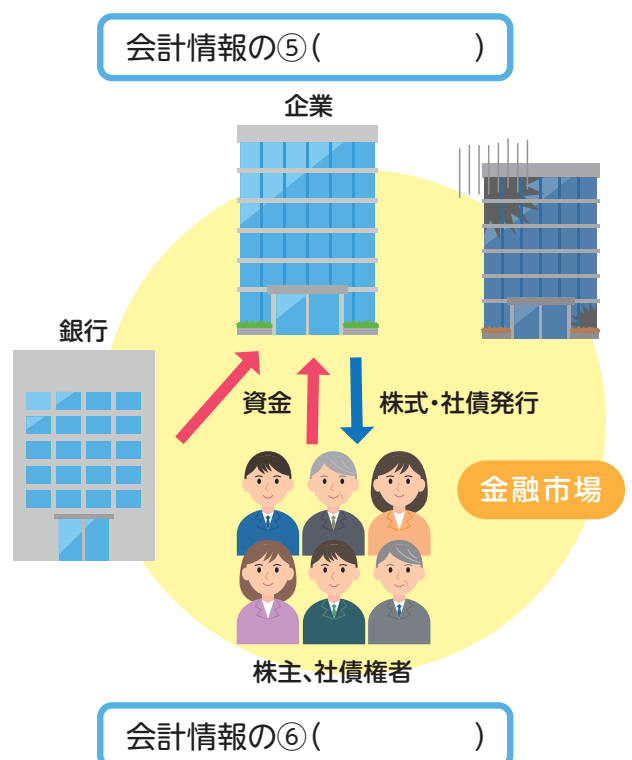 会計情報の⑤(　　　　　)
企業
銀行
資金
株式・社債発行
金融市場
株主、社債権者
会計情報の⑥(　　　　　)